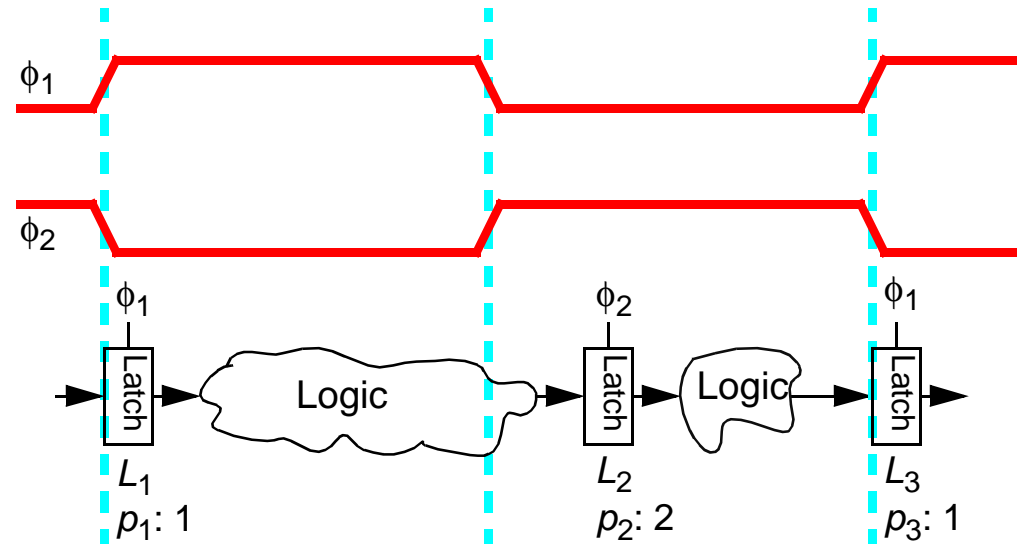 ϕ1
ϕ2
ϕ1 ϕ2 ϕ1
Latch Logic Latch Logic Latch
L1 L2 L3
p1: 1 p2: 2 p3: 1